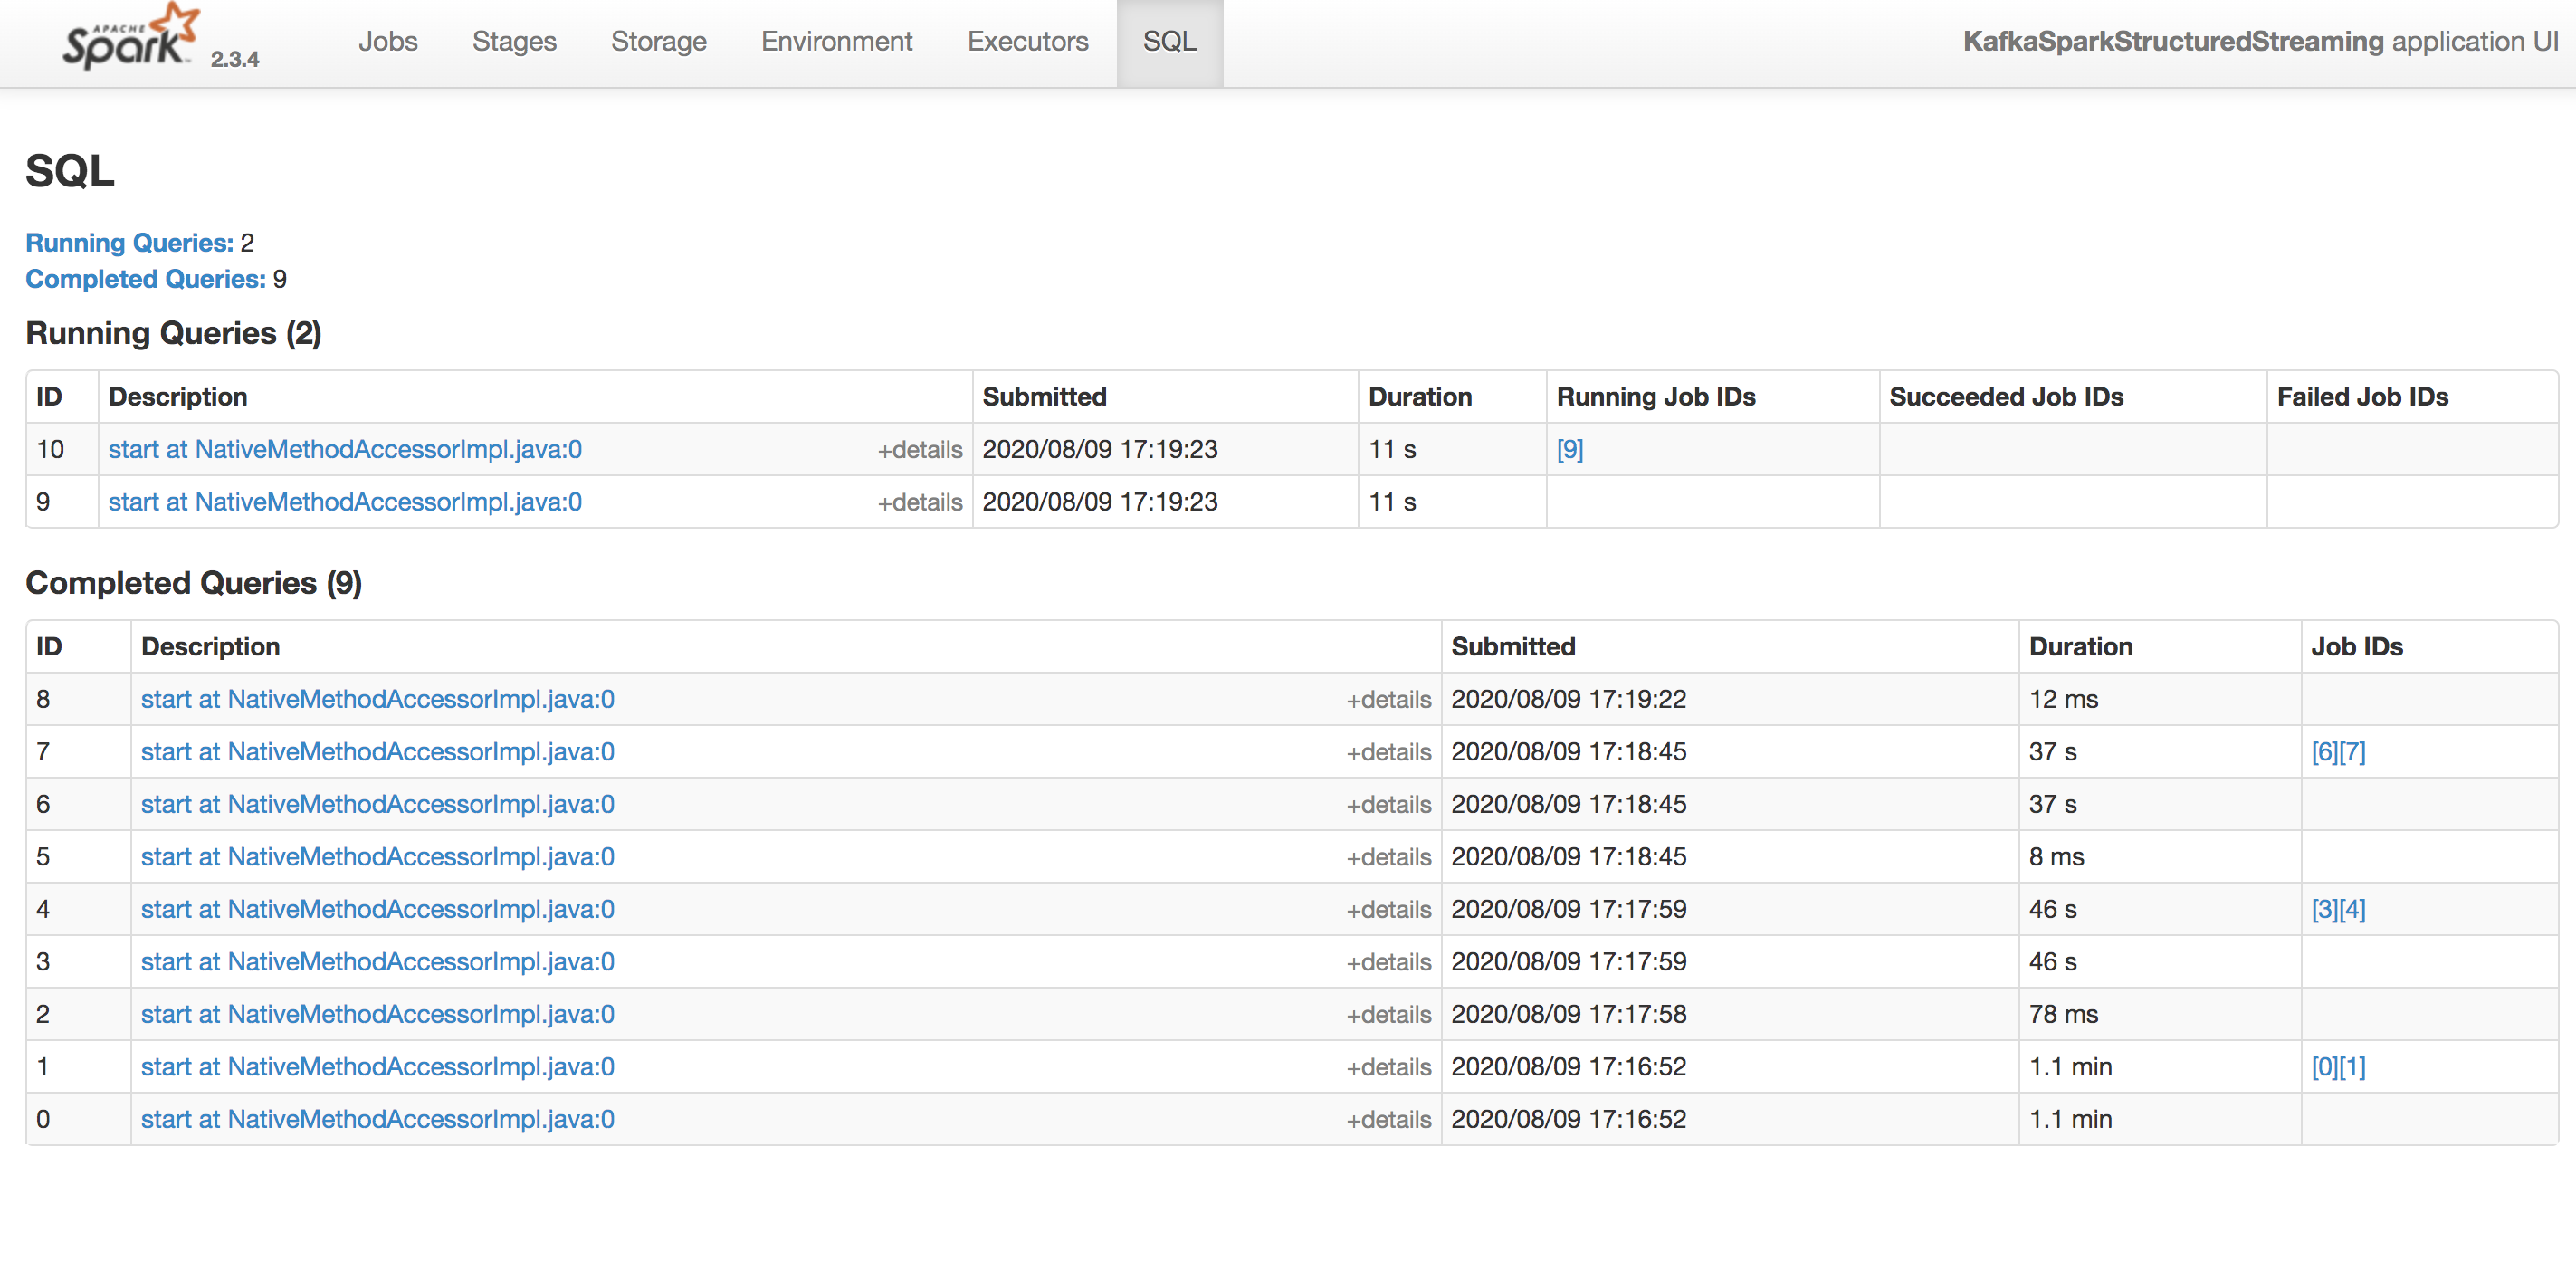 APACHE Spark™ 2.3.4 Jobs Stages Storage Environment Executors SQL KafkaSparkStructuredStreaming application UI
SQL
Running Queries: 2
Completed Queries: 9
Running Queries (2)
ID Description Submitted Duration Running Job IDs Succeeded Job IDs Failed Job IDs
10 start at NativeMethodAccessorImpl.java:0 +details 2020/08/09 17:19:23 11 s [9]
9 start at NativeMethodAccessorImpl.java:0 +details 2020/08/09 17:19:23 11 s
Completed Queries (9)
ID Description Submitted Duration Job IDs
8 start at NativeMethodAccessorImpl.java:0 +details 2020/08/09 17:19:22 12 ms
7 start at NativeMethodAccessorImpl.java:0 +details 2020/08/09 17:18:45 37 s [6][7]
6 start at NativeMethodAccessorImpl.java:0 +details 2020/08/09 17:18:45 37 s
5 start at NativeMethodAccessorImpl.java:0 +details 2020/08/09 17:18:45 8 ms
4 start at NativeMethodAccessorImpl.java:0 +details 2020/08/09 17:17:59 46 s [3][4]
3 start at NativeMethodAccessorImpl.java:0 +details 2020/08/09 17:17:59 46 s
2 start at NativeMethodAccessorImpl.java:0 +details 2020/08/09 17:17:58 78 ms
1 start at NativeMethodAccessorImpl.java:0 +details 2020/08/09 17:16:52 1.1 min [0][1]
0 start at NativeMethodAccessorImpl.java:0 +details 2020/08/09 17:16:52 1.1 min